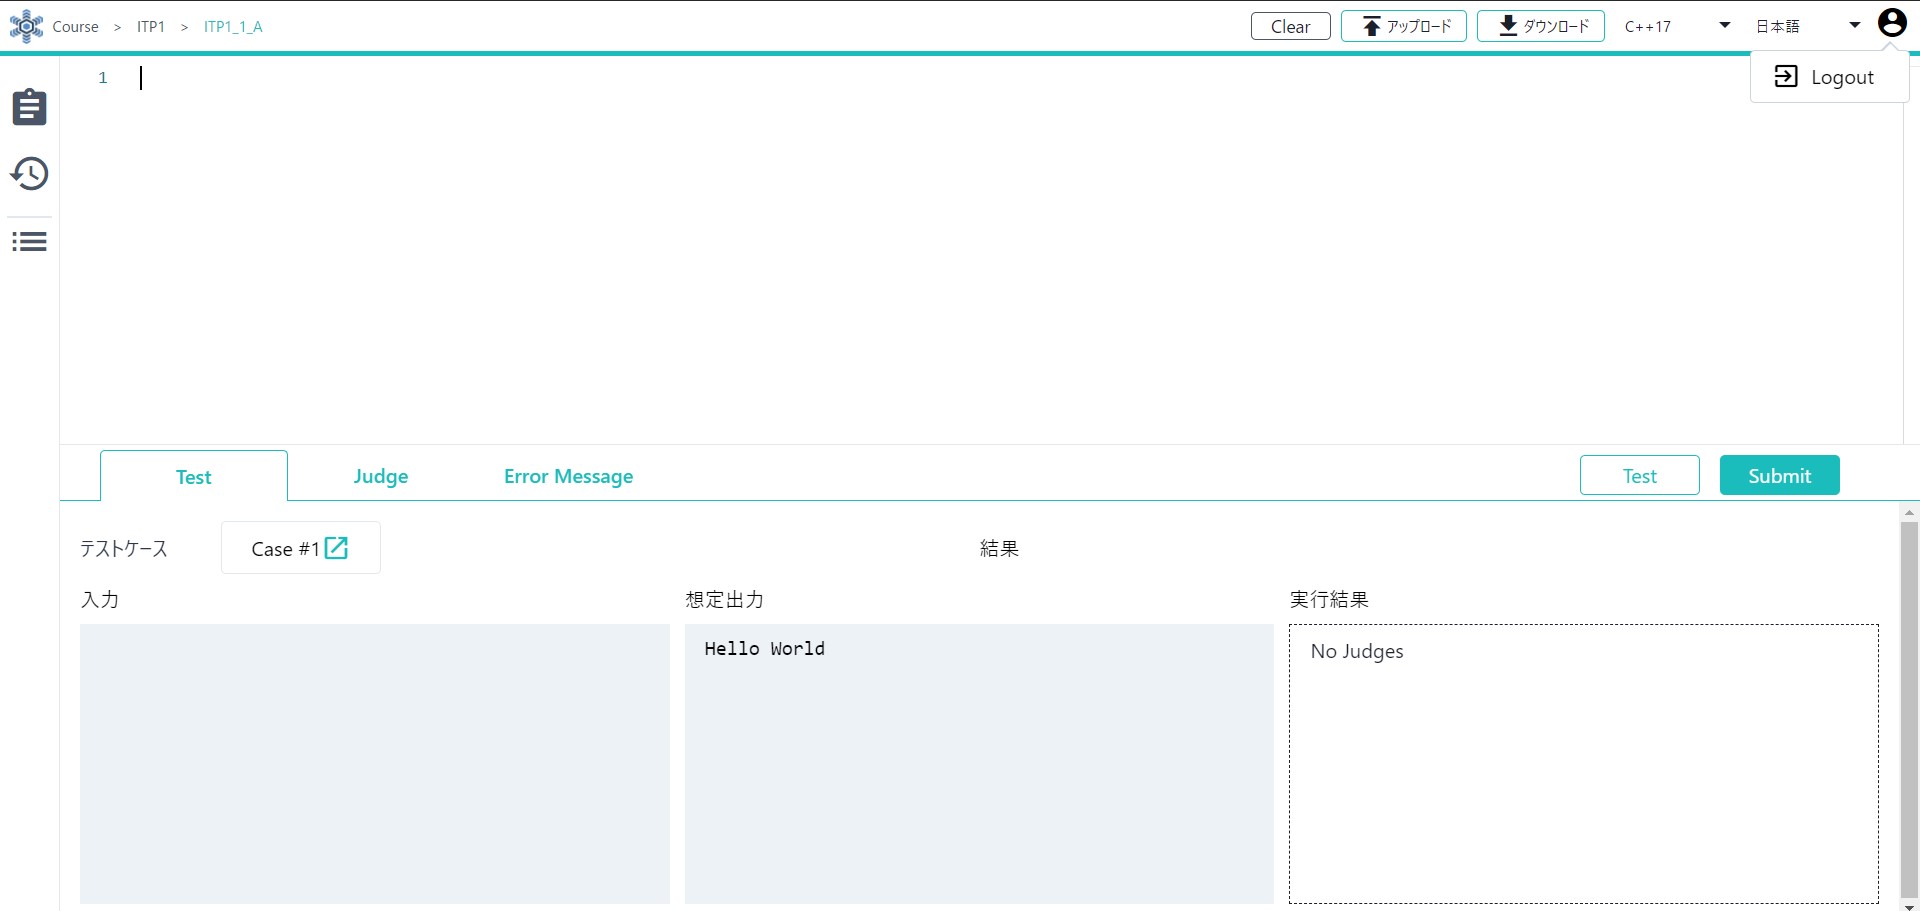 Course > ITP1 > ITP1_1_A
Clear
アップロード
ダウンロード
C++17
日本語
Logout
1
Test
Judge
Error Message
Test
Submit
テストケース
Case #1
結果
入力
想定出力
実行結果
Hello World
No Judges